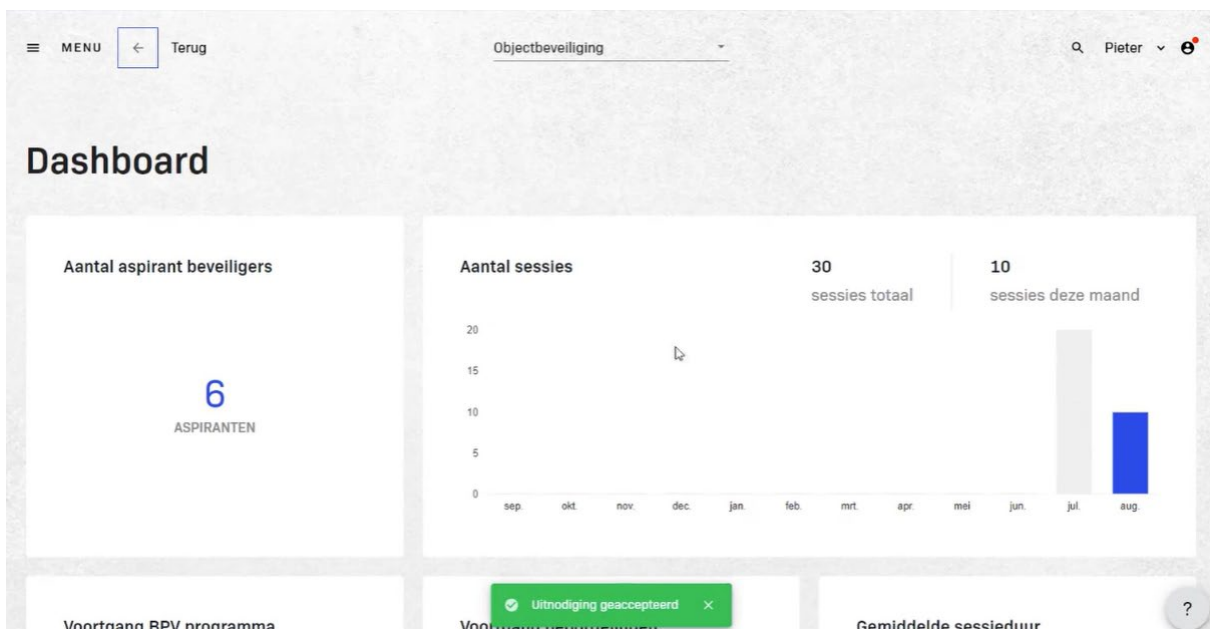 MENU
Terug
Objectbeveiliging
Pieter
Dashboard
Aantal aspirant beveiligers
6
ASPIRANTEN
Aantal sessies
30
sessies totaal
10
sessies deze maand
20
15
10
5
0
sep. okt. nov. dec. jan. feb. mrt. apr. mei jun. jul. aug.
Uitnodiging geaccepteerd
?
Voortgang BPV programma
Gemiddelde sessieduur